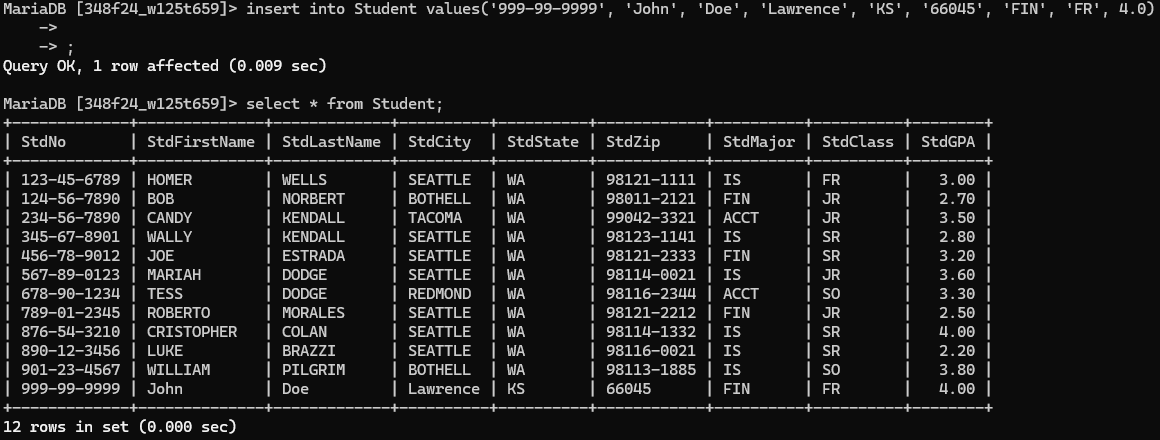 MariaDB [348f24_w125t659]> insert into Student values('999-99-9999', 'John', 'Doe', 'Lawrence', 'KS', '66045', 'FIN', 'FR', 4.0)
    ->
    -> ;
Query OK, 1 row affected (0.009 sec)

MariaDB [348f24_w125t659]> select * from Student;
+-------------+--------------+-------------+----------+----------+------------+----------+----------+--------+
| StdNo       | StdFirstName | StdLastName | StdCity  | StdState | StdZip     | StdMajor | StdClass | StdGPA |
+-------------+--------------+-------------+----------+----------+------------+----------+----------+--------+
| 123-45-6789 | HOMER        | WELLS       | SEATTLE  | WA       | 98121-1111 | IS       | FR       |   3.00 |
| 124-56-7890 | BOB          | NORBERT     | BOTHELL  | WA       | 98011-2121 | FIN      | JR       |   2.70 |
| 234-56-7890 | CANDY        | KENDALL     | TACOMA   | WA       | 99042-3321 | ACCT     | JR       |   3.50 |
| 345-67-8901 | WALLY        | KENDALL     | SEATTLE  | WA       | 98123-1141 | IS       | SR       |   2.80 |
| 456-78-9012 | JOE          | ESTRADA     | SEATTLE  | WA       | 98121-2333 | FIN      | SR       |   3.20 |
| 567-89-0123 | MARIAH       | DODGE       | SEATTLE  | WA       | 98114-0021 | IS       | JR       |   3.60 |
| 678-90-1234 | TESS         | DODGE       | REDMOND  | WA       | 98116-2344 | ACCT     | SO       |   3.30 |
| 789-01-2345 | ROBERTO      | MORALES     | SEATTLE  | WA       | 98121-2212 | FIN      | JR       |   2.50 |
| 876-54-3210 | CRISTOPHER   | COLAN       | SEATTLE  | WA       | 98114-1332 | IS       | SR       |   4.00 |
| 890-12-3456 | LUKE         | BRAZZI      | SEATTLE  | WA       | 98116-0021 | IS       | SR       |   2.20 |
| 901-23-4567 | WILLIAM      | PILGRIM     | BOTHELL  | WA       | 98113-1885 | IS       | SO       |   3.80 |
| 999-99-9999 | John         | Doe         | Lawrence | KS       | 66045      | FIN      | FR       |   4.00 |
+-------------+--------------+-------------+----------+----------+------------+----------+----------+--------+
12 rows in set (0.000 sec)